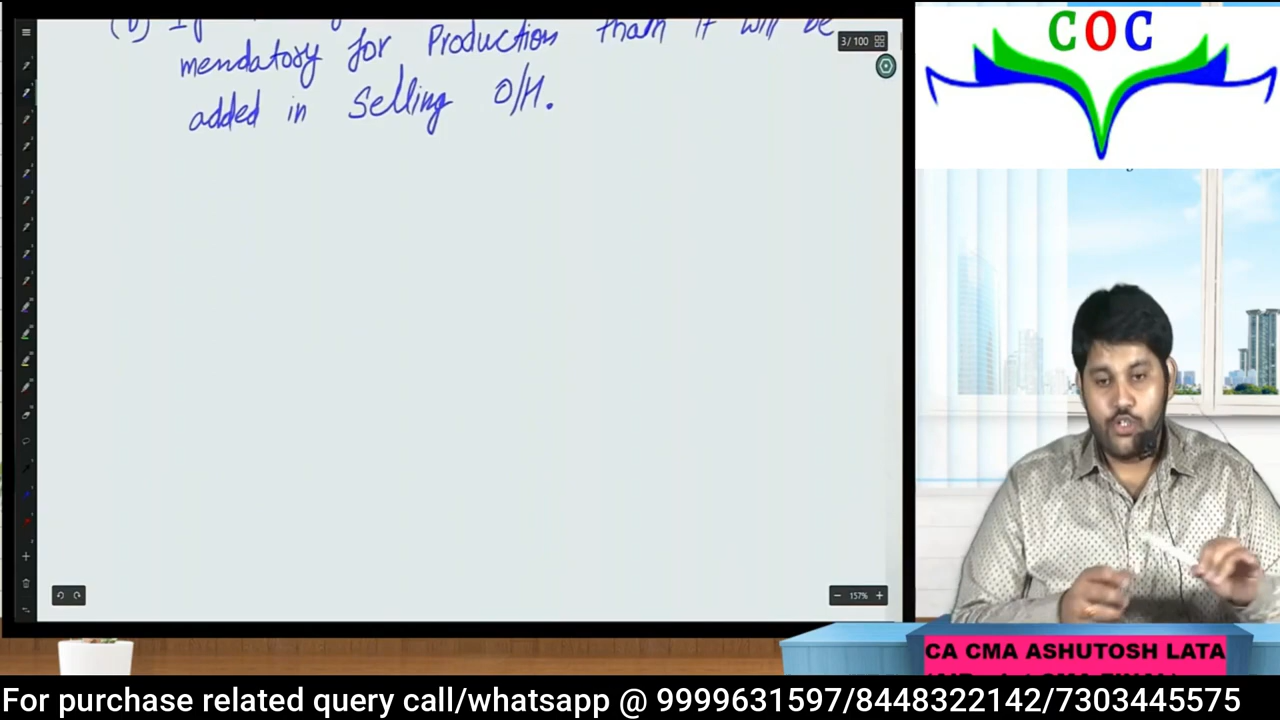 mendatory for Production than it will be
added in Selling O/H.
3/100
157%
COC
CA CMA ASHUTOSH LATA
For purchase related query call/whatsapp @ 9999631597/8448322142/7303445575